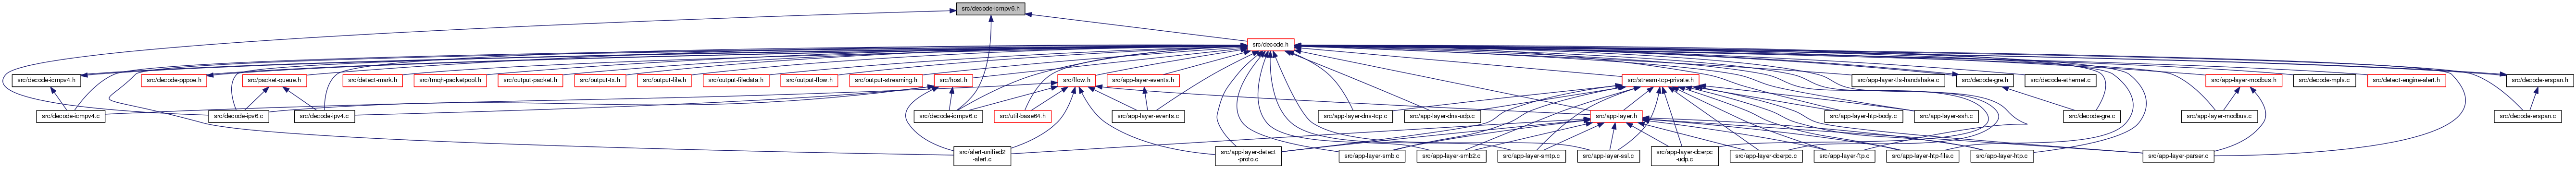 src/decode-icmpv6.h
src/decode.h
src/decode-icmpv4.h
src/decode-pppoe.h
src/packet-queue.h
src/detect-mark.h
src/tmqh-packetpool.h
src/output-packet.h
src/output-tx.h
src/output-file.h
src/output-filedata.h
src/output-flow.h
src/output-streaming.h
src/host.h
src/flow.h
src/app-layer-events.h
src/stream-tcp-private.h
src/app-layer-tls-handshake.c
src/decode-gre.h
src/decode-ethernet.c
src/app-layer-modbus.h
src/decode-mpls.c
src/detect-engine-alert.h
src/decode-erspan.h
src/decode-icmpv4.c
src/decode-ipv6.c
src/decode-ipv4.c
src/decode-icmpv6.c
src/util-base64.h
src/app-layer-events.c
src/app-layer-dns-tcp.c
src/app-layer-dns-udp.c
src/app-layer.h
src/app-layer-htp-body.c
src/app-layer-ssh.c
src/decode-gre.c
src/app-layer-modbus.c
src/decode-erspan.c
src/alert-unified2
-alert.c
src/app-layer-detect
-proto.c
src/app-layer-smb.c
src/app-layer-smb2.c
src/app-layer-smtp.c
src/app-layer-ssl.c
src/app-layer-dcerpc
-udp.c
src/app-layer-dcerpc.c
src/app-layer-ftp.c
src/app-layer-htp-file.c
src/app-layer-htp.c
src/app-layer-parser.c